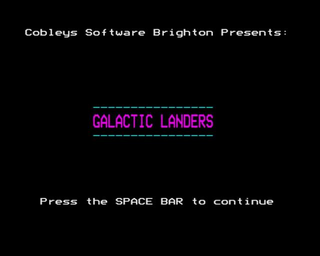 Cobleys Software Brighton Presents:
----------------
GALACTIC LANDERS
----------------
Press the SPACE BAR to continue